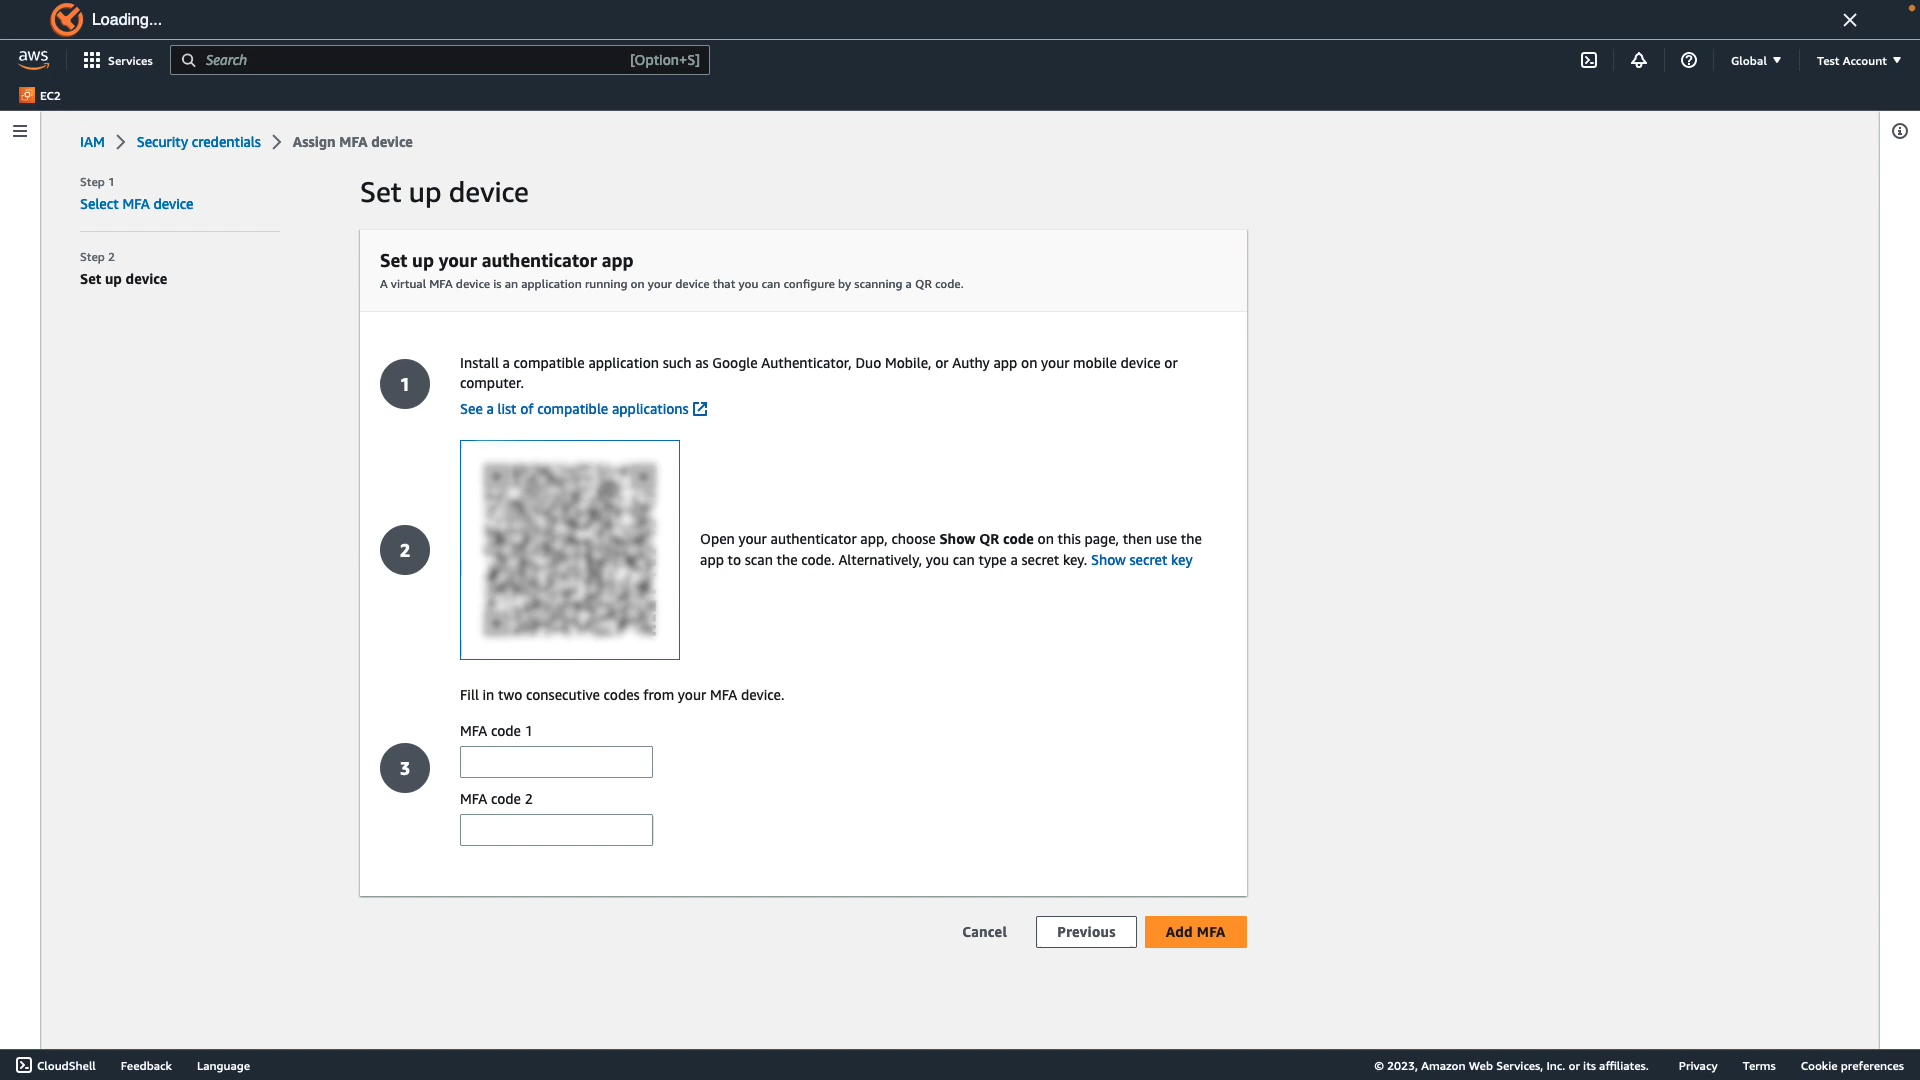 Loading...
aws
Services
Search
[Option+S]
Global
Test Account
EC2
IAM
Security credentials
Assign MFA device
Step 1
Select MFA device
Step 2
Set up device
Set up device
Set up your authenticator app
A virtual MFA device is an application running on your device that you can configure by scanning a QR code.
1
Install a compatible application such as Google Authenticator, Duo Mobile, or Authy app on your mobile device or
computer.
See a list of compatible applications
2
Open your authenticator app, choose Show QR code on this page, then use the
app to scan the code. Alternatively, you can type a secret key. Show secret key
Fill in two consecutive codes from your MFA device.
3
MFA code 1
MFA code 2
Cancel
Previous
Add MFA
CloudShell
Feedback
Language
© 2023, Amazon Web Services, Inc. or its affiliates.
Privacy
Terms
Cookie preferences